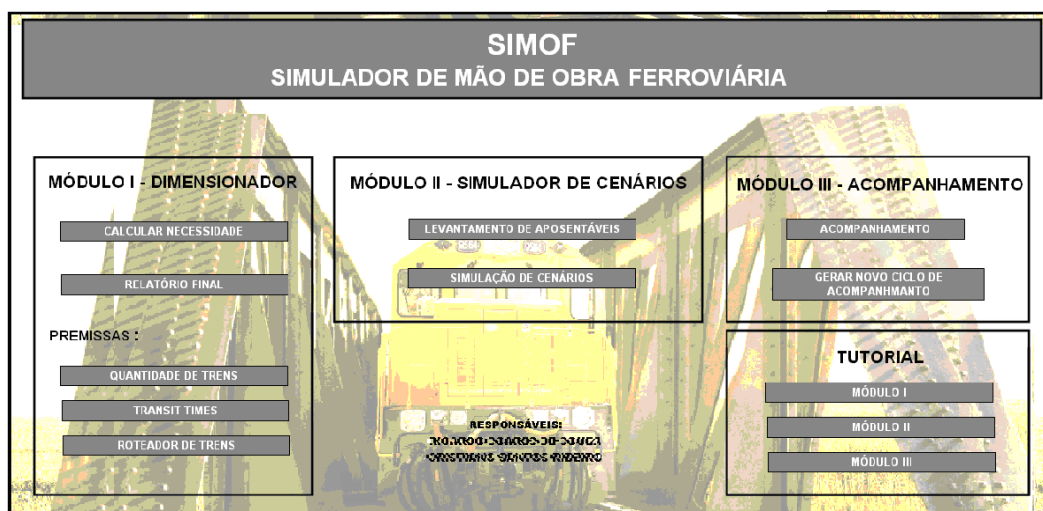 SIMOF
SIMULADOR DE MÃO DE OBRA FERROVIÁRIA
MÓDULO I - DIMENSIONADOR
CALCULAR NECESSIDADE
RELATÓRIO FINAL
PREMISSAS :
QUANTIDADE DE TRENS
TRANSIT TIMES
ROTEADOR DE TRENS
MÓDULO II - SIMULADOR DE CENÁRIOS
LEVANTAMENTO DE APOSENTÁVEIS
SIMULAÇÃO DE CENÁRIOS
RESPONSÁVEIS:
MÓDULO III - ACOMPANHAMENTO
ACOMPANHAMENTO
GERAR NOVO CICLO DE
ACOMPANHMANTO
TUTORIAL
MÓDULO I
MÓDULO II
MÓDULO III